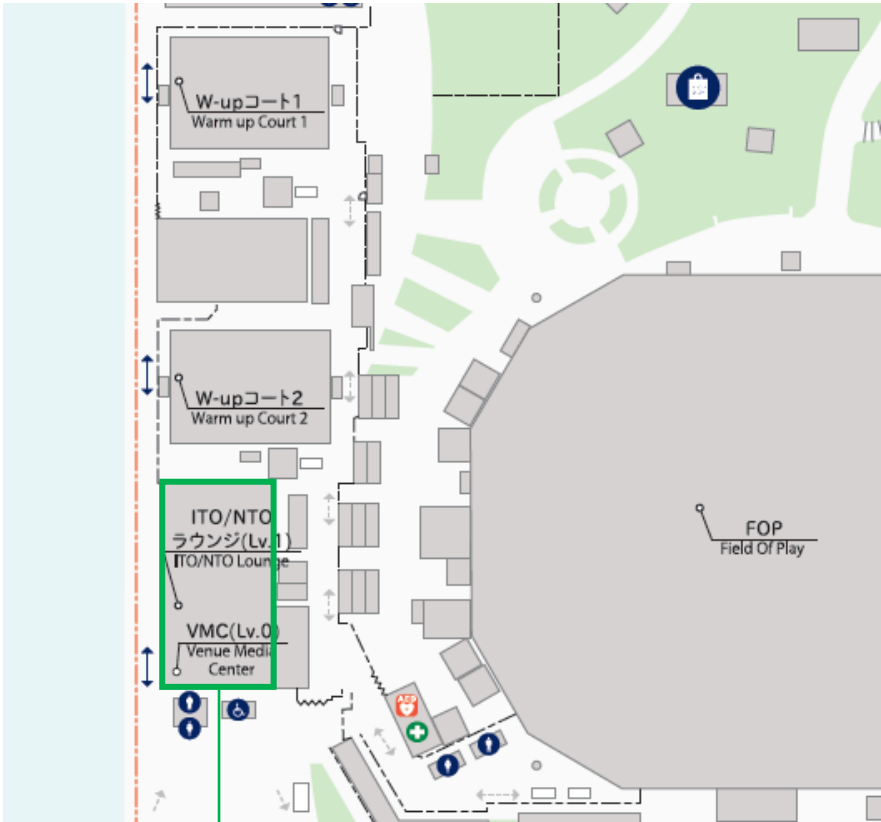 W-upコート1
Warm up Court 1
W-upコート2
Warm up Court 2
ITO/NTO
ラウンジ(Lv.1)
ITO/NTO Lounge
VMC(Lv.0)
Venue Media
Center
FOP
Field Of Play
AED